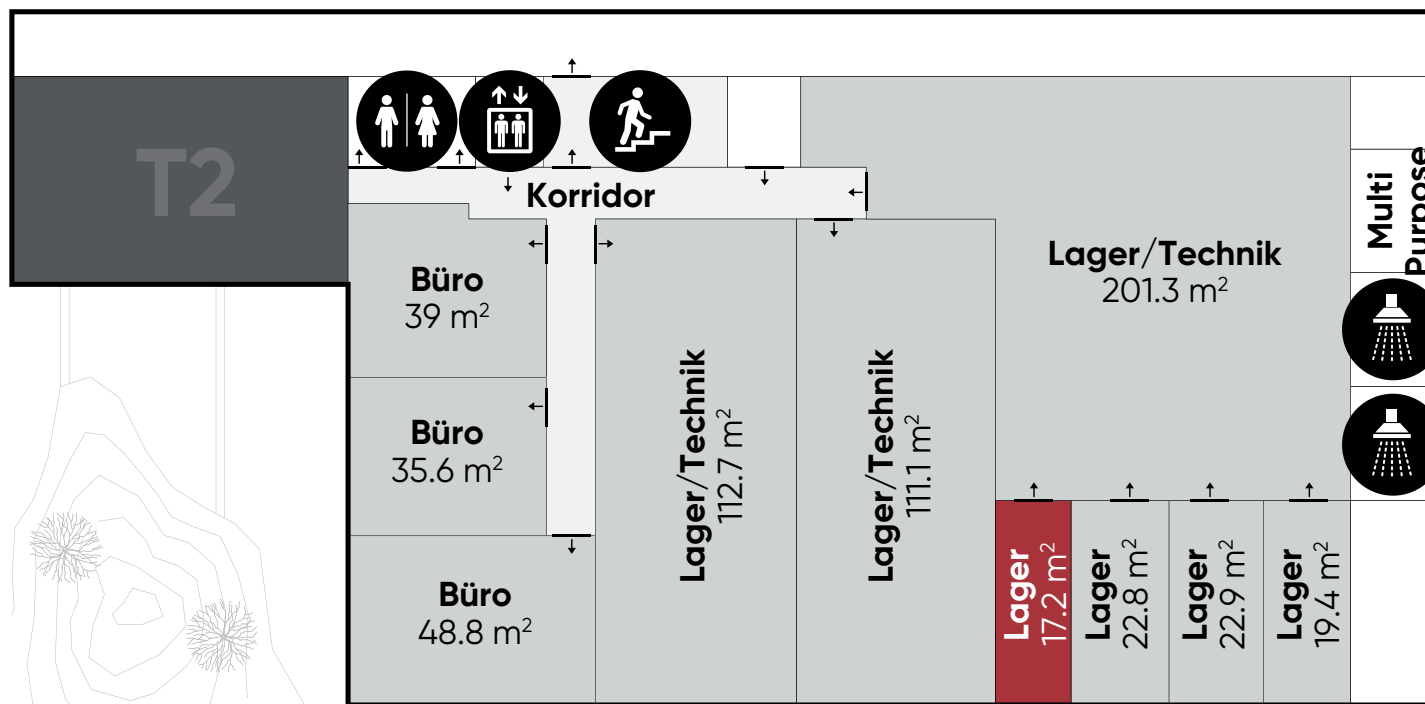 T2
Korridor
Multi
Purpose
Lager/Technik
201.3 m²
Büro
39 m²
Büro
35.6 m²
Büro
48.8 m²
Lager/Technik
112.7 m²
Lager/Technik
111.1 m²
Lager
17.2 m²
Lager
22.8 m²
Lager
22.9 m²
Lager
19.4 m²